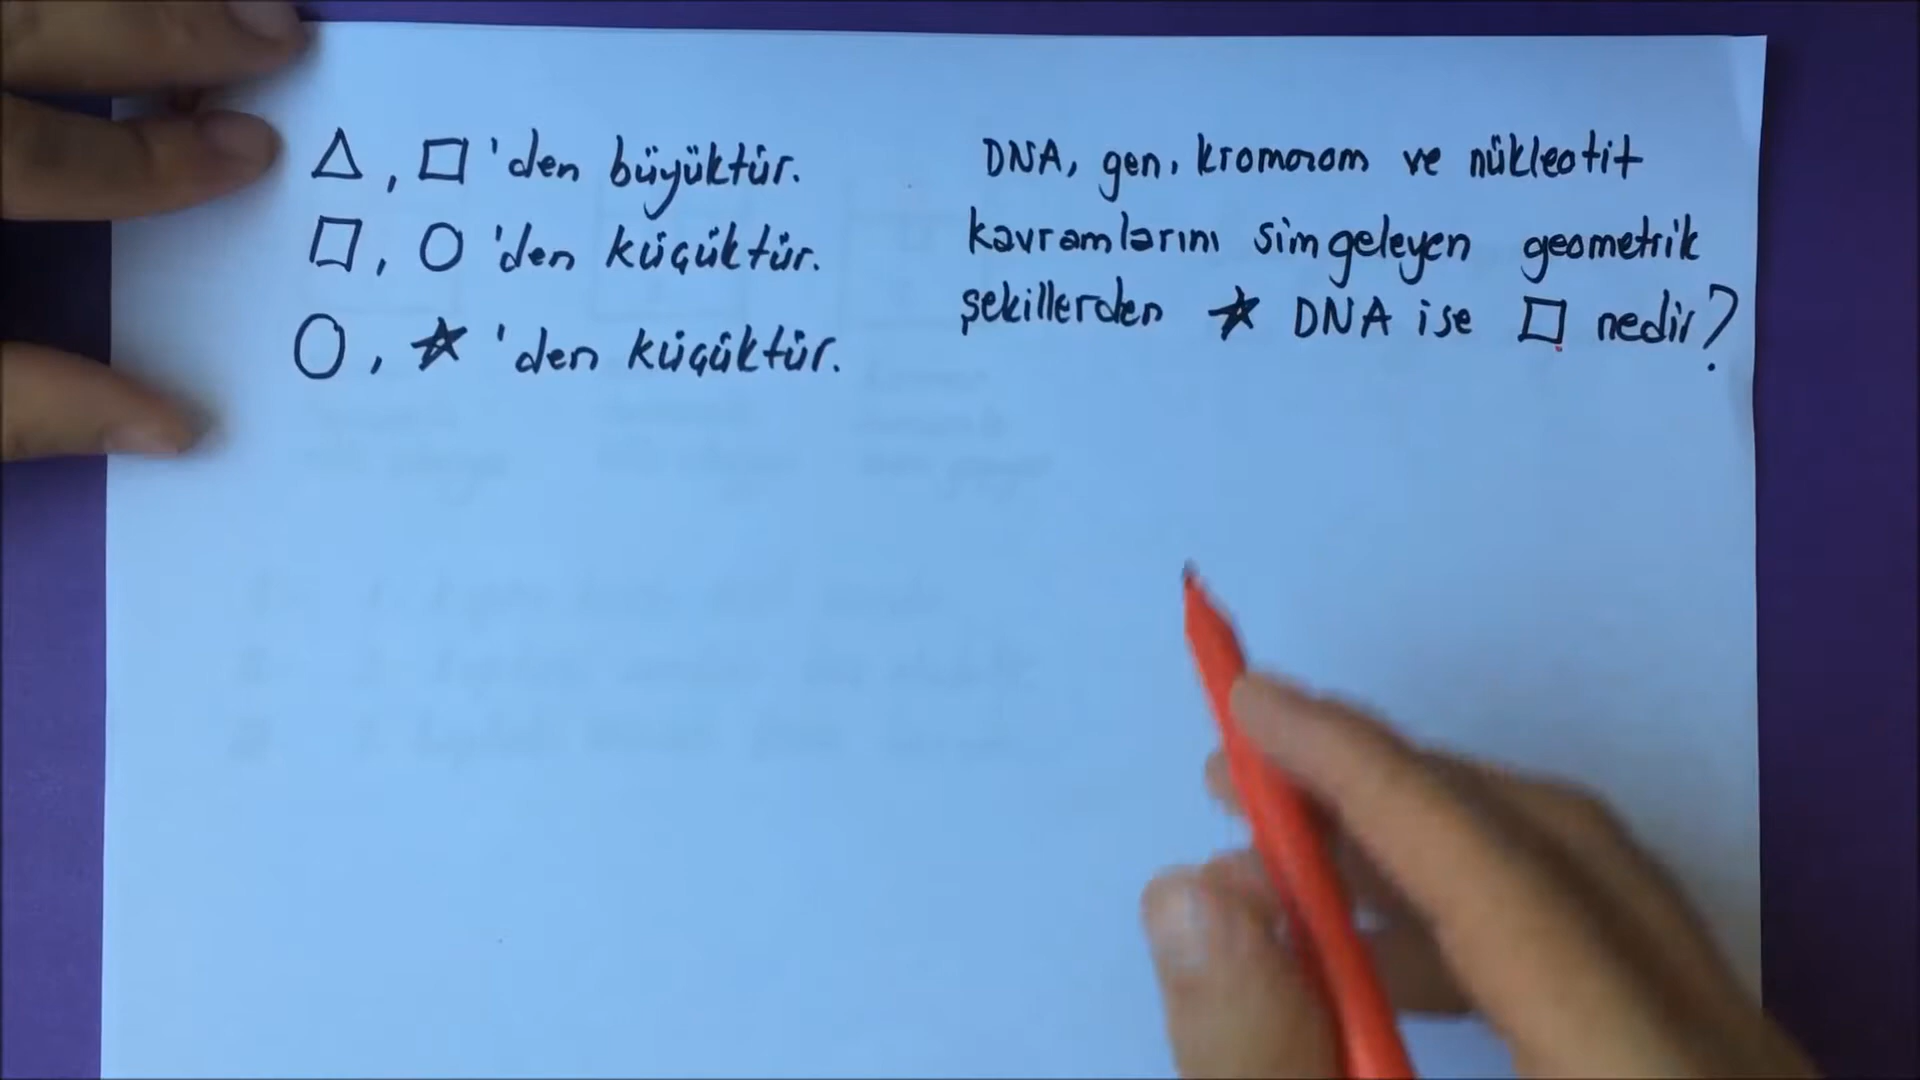 △, □'den büyüktür.
□, ○'den küçüktür.
○, ☆'den küçüktür.
DNA, gen, kromozom ve nükleotit
kavramlarını simgeleyen geometrik
şekillerden ☆ DNA ise □ nedir?